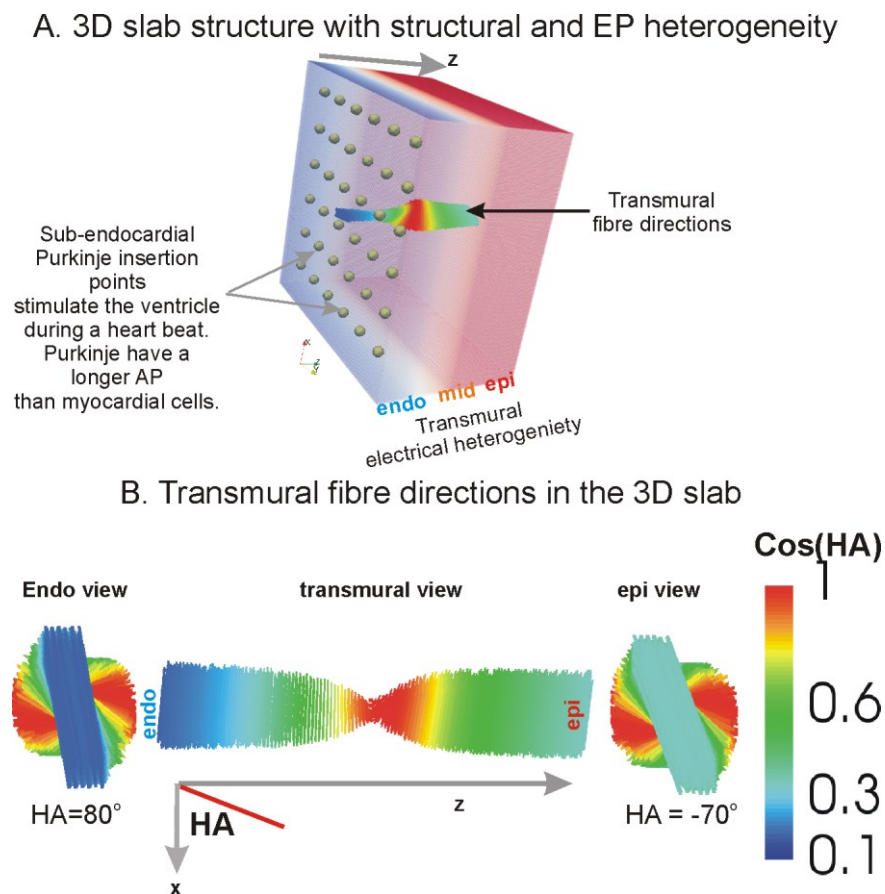 A. 3D slab structure with structural and EP heterogeneity
z
Transmural
fibre directions
Sub-endocardial
Purkinje insertion
points
stimulate the ventricle
during a heart beat.
Purkinje have a
longer AP
than myocardial cells.
X
Z
endo mid epi
Transmural
electrical heterogeniety
B. Transmural fibre directions in the 3D slab
Cos(HA)
Endo view
transmural view
epi view
1
0.6
0.3
0.1
endo
epi
HA=80°
HA
z
HA = -70°
x